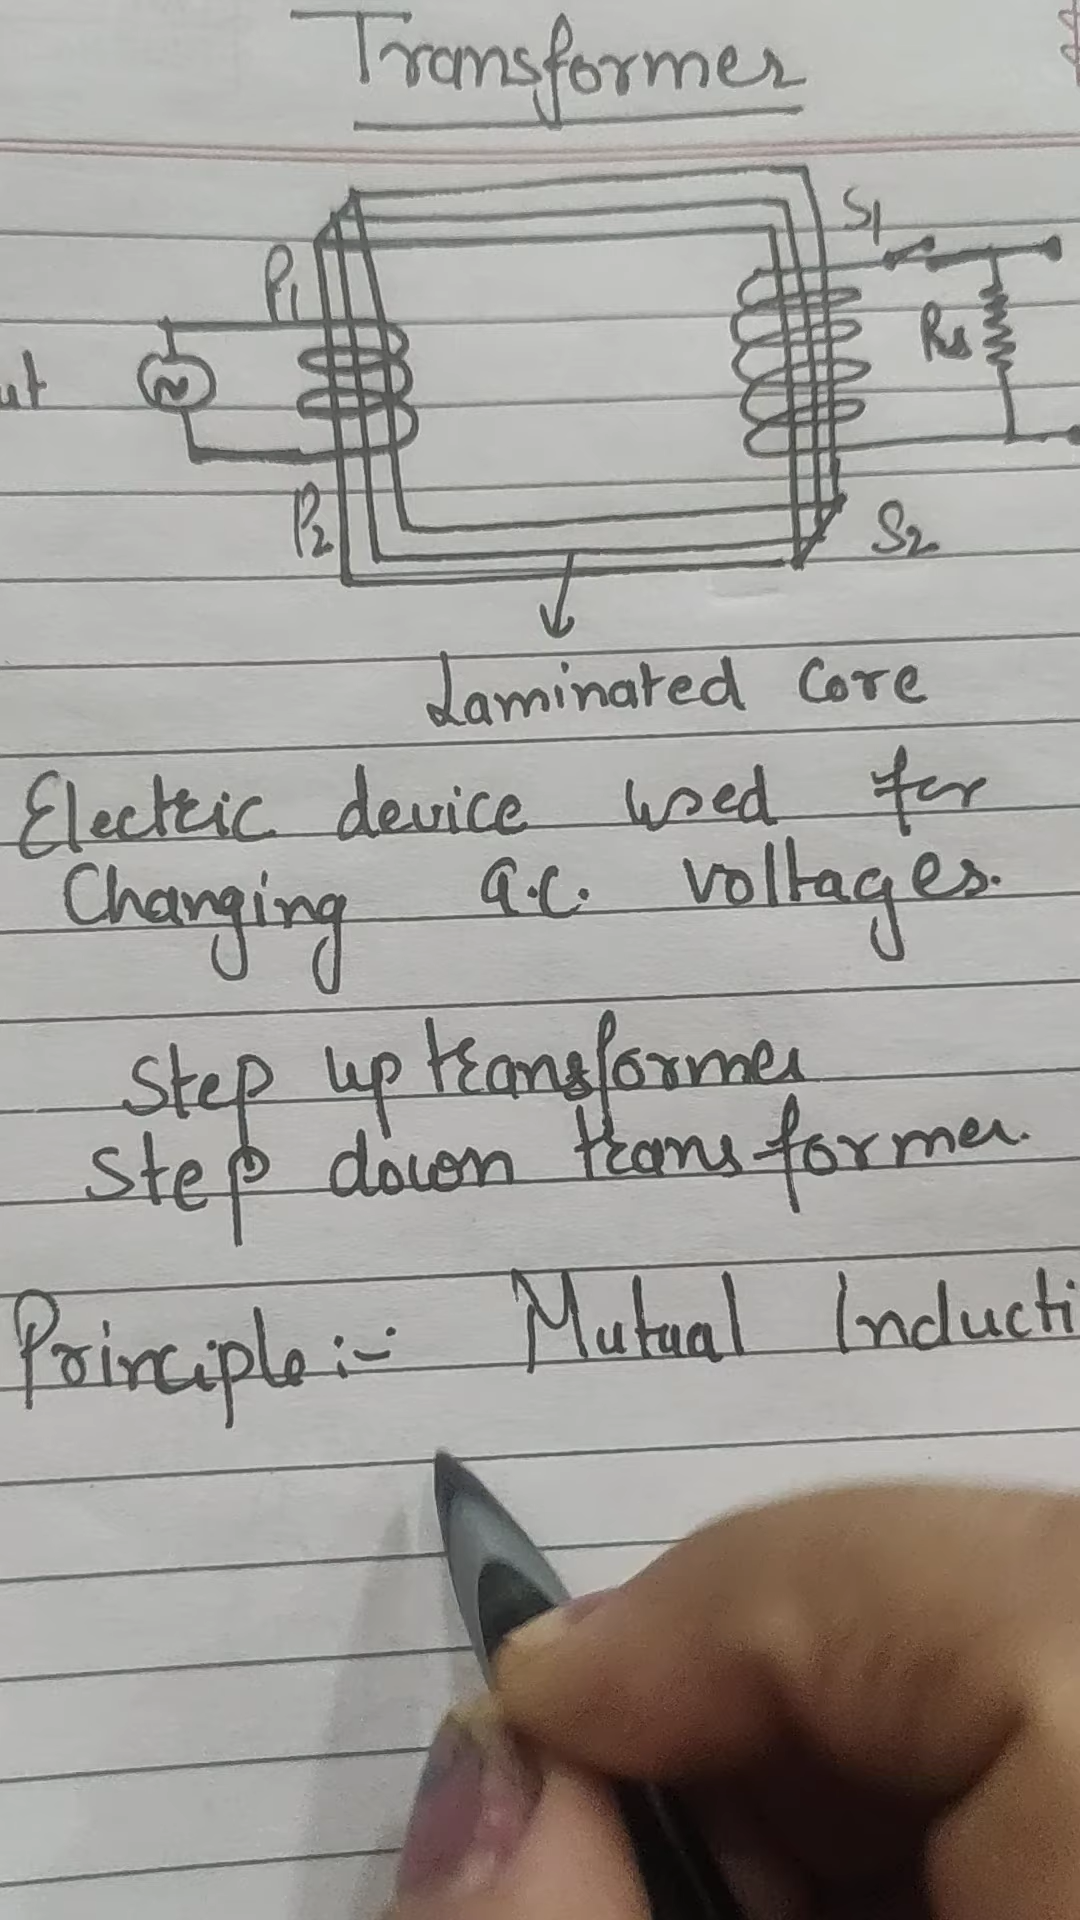 Transformer
P1
S1
Rs
ut
P2
S2
Laminated Core
Electric device used for
Changing a.c. voltages.
Step up transformer
Step down transformer.
Principle:- Mutual Inducti